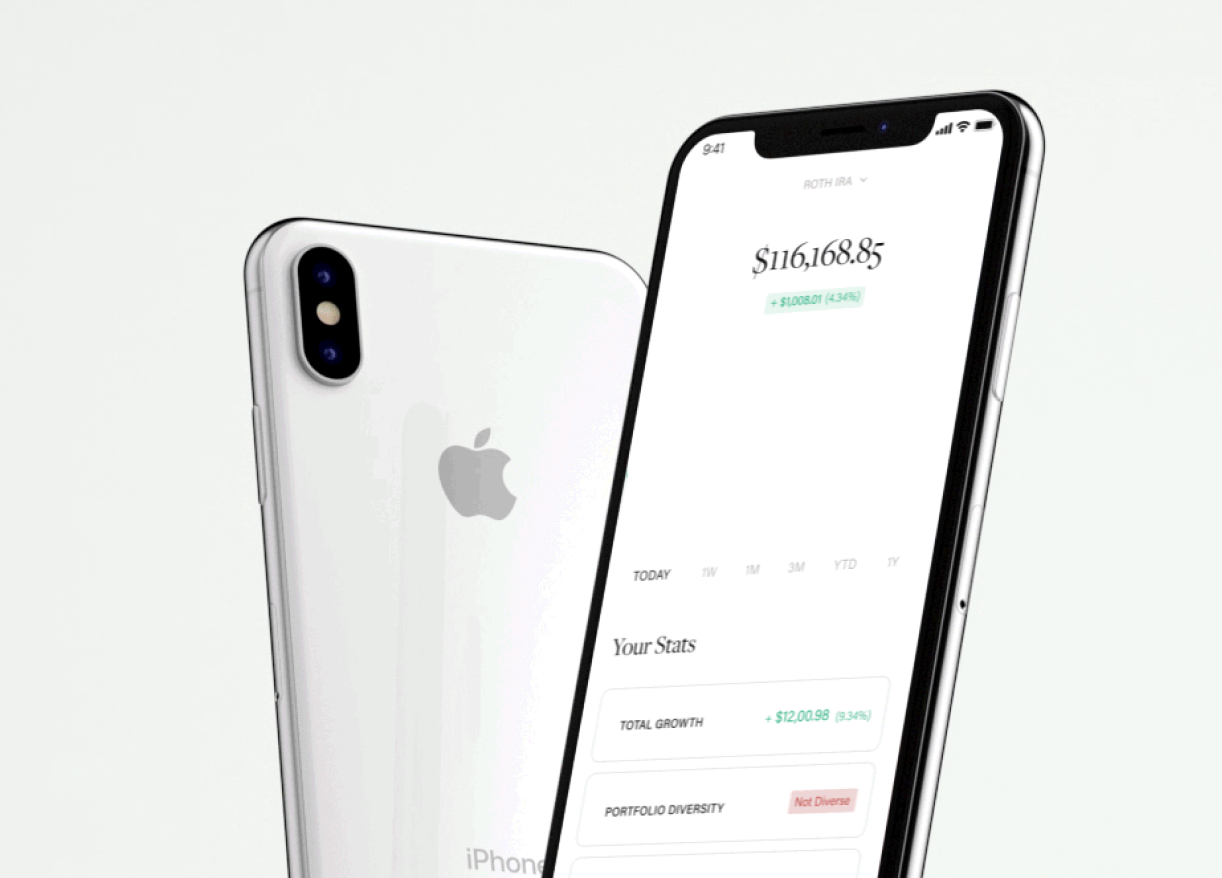 9:41
ROTH IRA
$116,168.85
+ $1,008.01 (4.34%)
TODAY 1W 1M 3M YTD 1Y
Your Stats
TOTAL GROWTH + $12,00.98 (9.34%)
PORTFOLIO DIVERSITY Not Diverse
iPhone